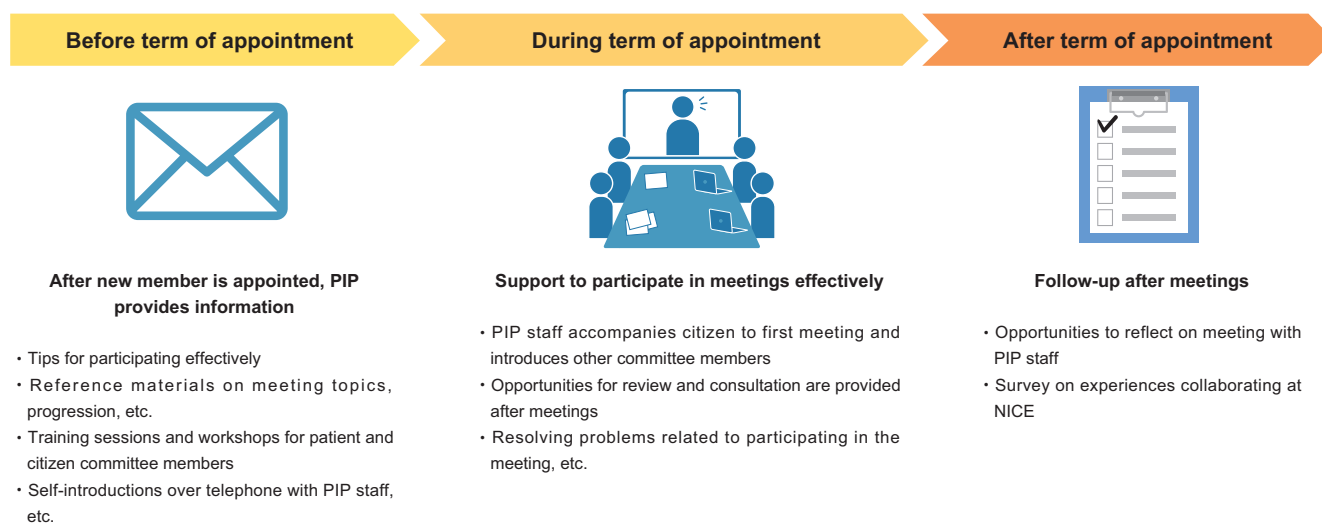 Before term of appointment
During term of appointment
After term of appointment
After new member is appointed, PIP
provides information
・Tips for participating effectively
・Reference materials on meeting topics,
progression, etc.
・Training sessions and workshops for patient and
citizen committee members
・Self-introductions over telephone with PIP staff,
etc.
Support to participate in meetings effectively
・PIP staff accompanies citizen to first meeting and
introduces other committee members
・Opportunities for review and consultation are provided
after meetings
・Resolving problems related to participating in the
meeting, etc.
Follow-up after meetings
・Opportunities to reflect on meeting with
PIP staff
・Survey on experiences collaborating at
NICE